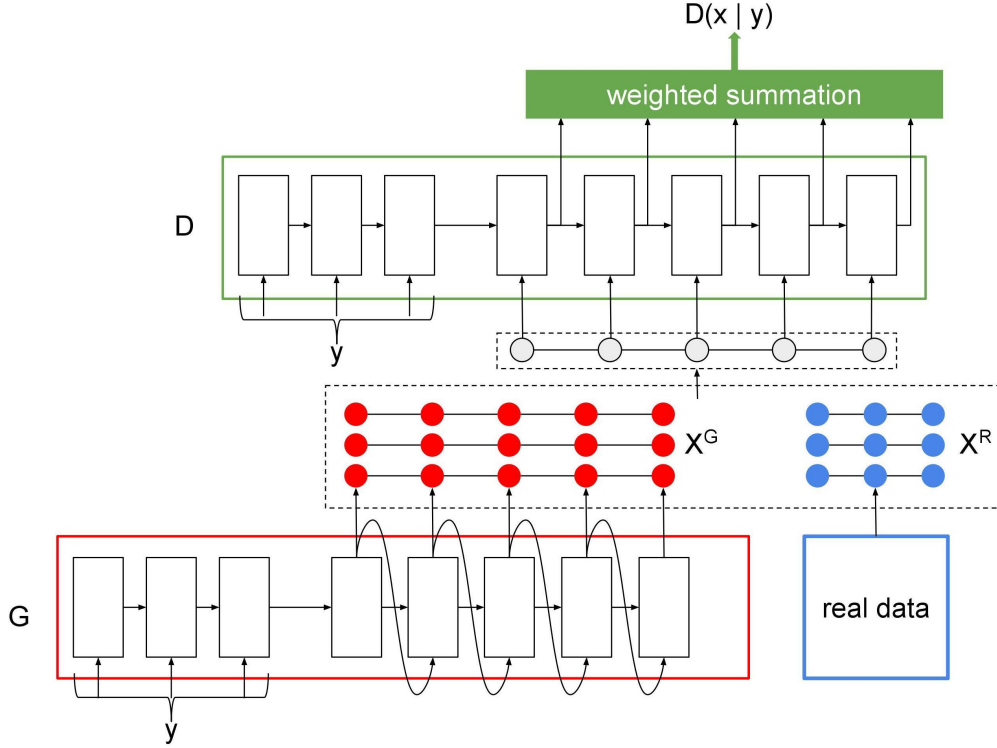 D(x | y)
weighted summation
D
y
X^G
X^R
G
real data
y